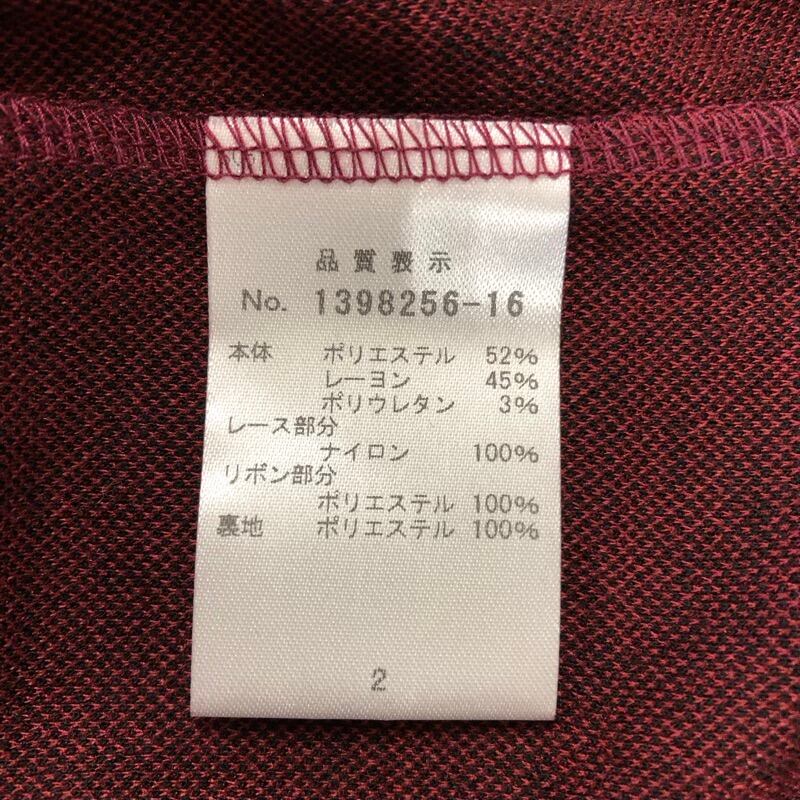 品質表示
No. 1398256-16
本体 ポリエステル 52%
レーヨン 45%
ポリウレタン 3%
レース部分
ナイロン 100%
リボン部分
ポリエステル 100%
裏地 ポリエステル 100%
2